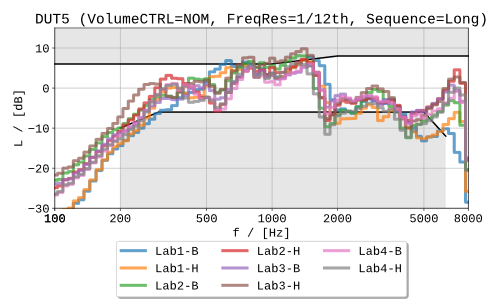 DUT5 (VolumeCTRL=NOM, FreqRes=1/12th, Sequence=Long)
10
0
−10
−20
−30
L / [dB]
100 200 500 1000 2000 5000 8000
f / [Hz]
Lab1-B Lab2-H Lab4-B
Lab1-H Lab3-B Lab4-H
Lab2-B Lab3-H